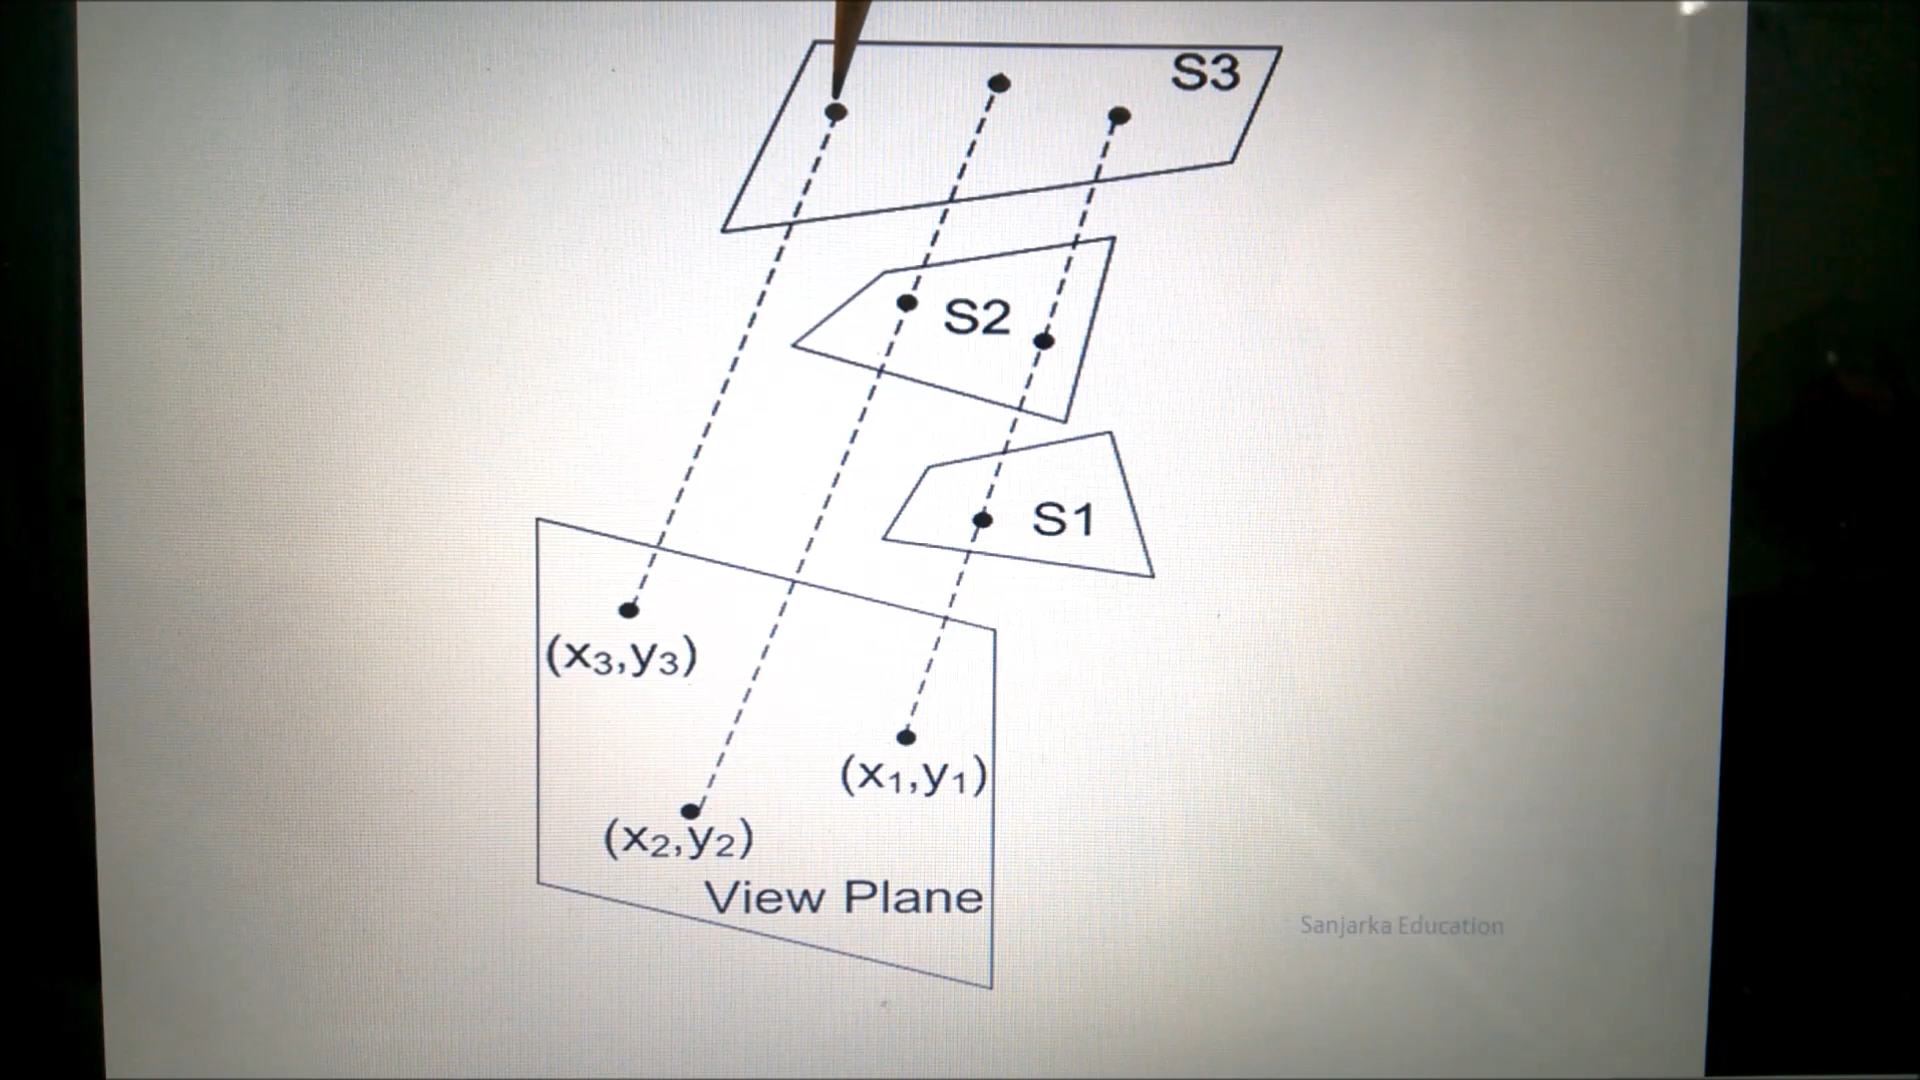 S3
S2
S1
(x₃,y₃)
(x₁,y₁)
(x₂,y₂)
View Plane
Sanjarka Education